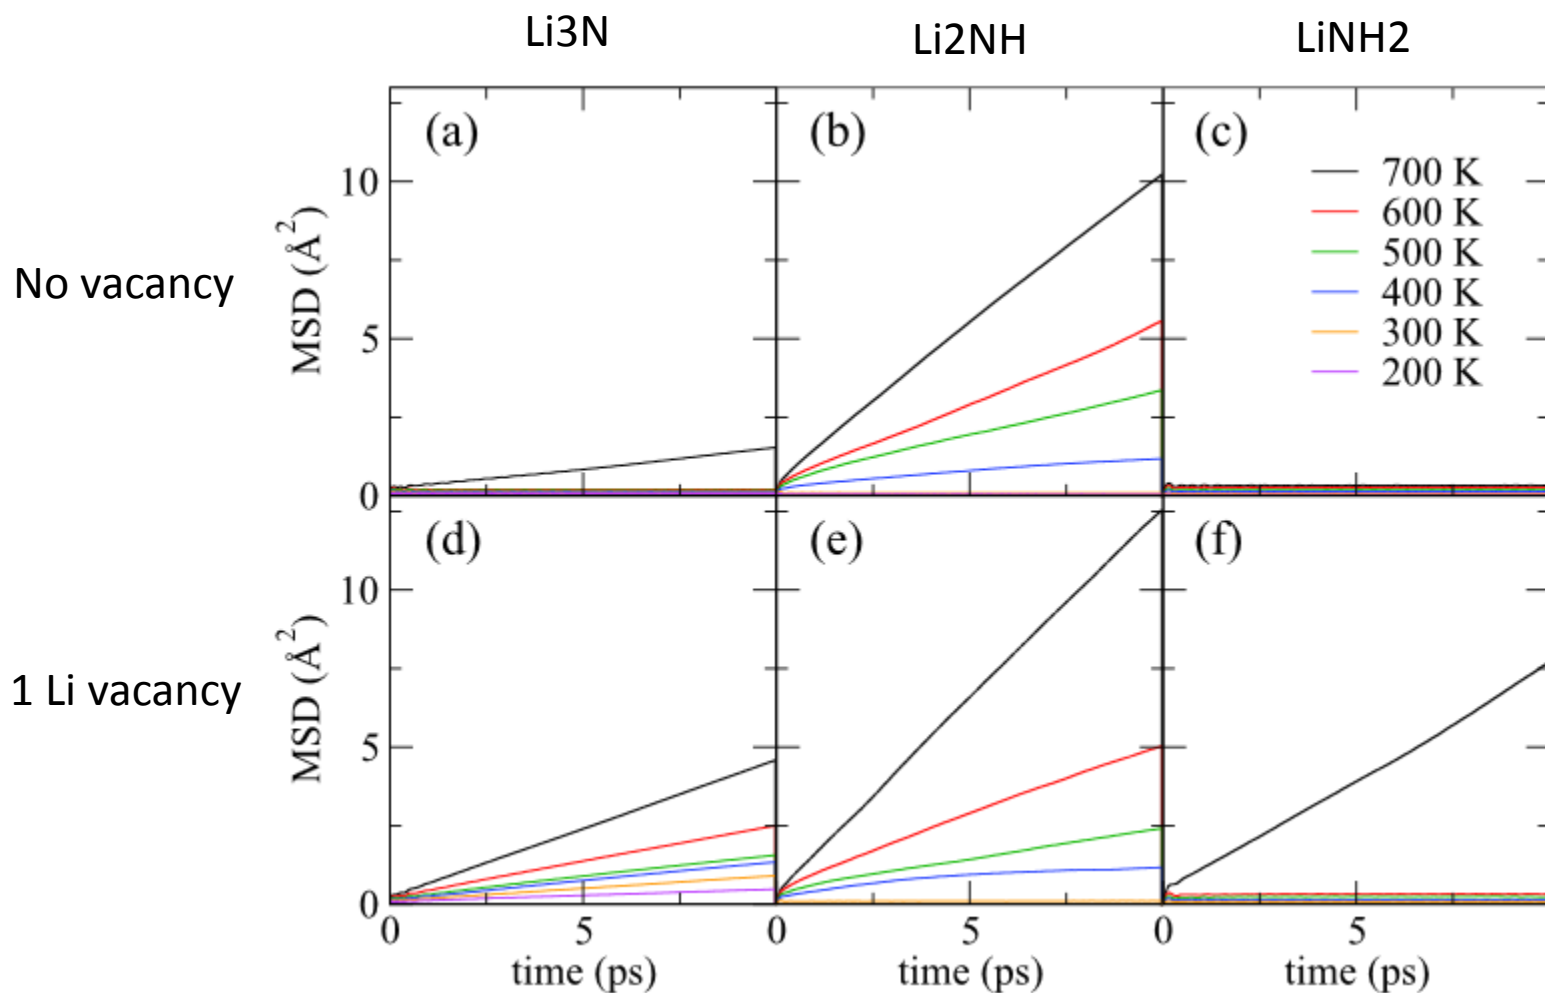 Li3N Li2NH LiNH2
(a) (b) (c)
No vacancy
MSD (Å²)
10
5
0
700 K
600 K
500 K
400 K
300 K
200 K
(d) (e) (f)
1 Li vacancy
MSD (Å²)
10
5
0
0 5 0 5 0 5
time (ps) time (ps) time (ps)